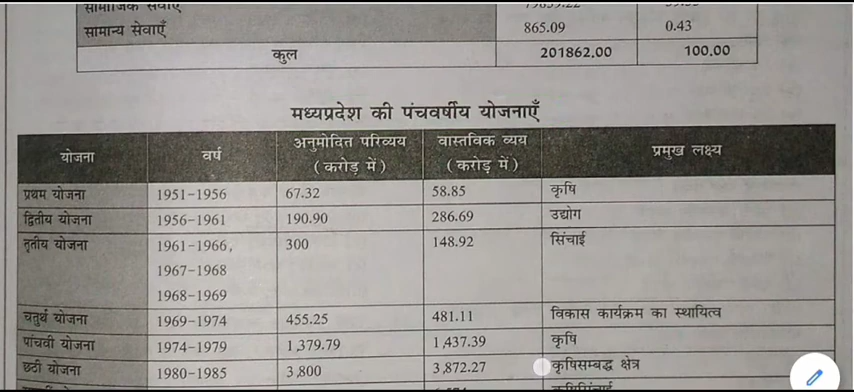 सामाजिक सेवाएँ
सामान्य सेवाएँ 865.09 0.43
कुल 201862.00 100.00
मध्यप्रदेश की पंचवर्षीय योजनाएँ
योजना वर्ष अनुमोदित परिव्यय (करोड़ में) वास्तविक व्यय (करोड़ में) प्रमुख लक्ष्य
प्रथम योजना 1951-1956 67.32 58.85 कृषि
द्वितीय योजना 1956-1961 190.90 286.69 उद्योग
तृतीय योजना 1961-1966, 300 148.92 सिंचाई
1967-1968
1968-1969
चतुर्थ योजना 1969-1974 455.25 481.11 विकास कार्यक्रम का स्थायित्व
पांचवी योजना 1974-1979 1,379.79 1,437.39 कृषि
छठी योजना 1980-1985 3,800 3,872.27 कृषिसम्बद्ध क्षेत्र